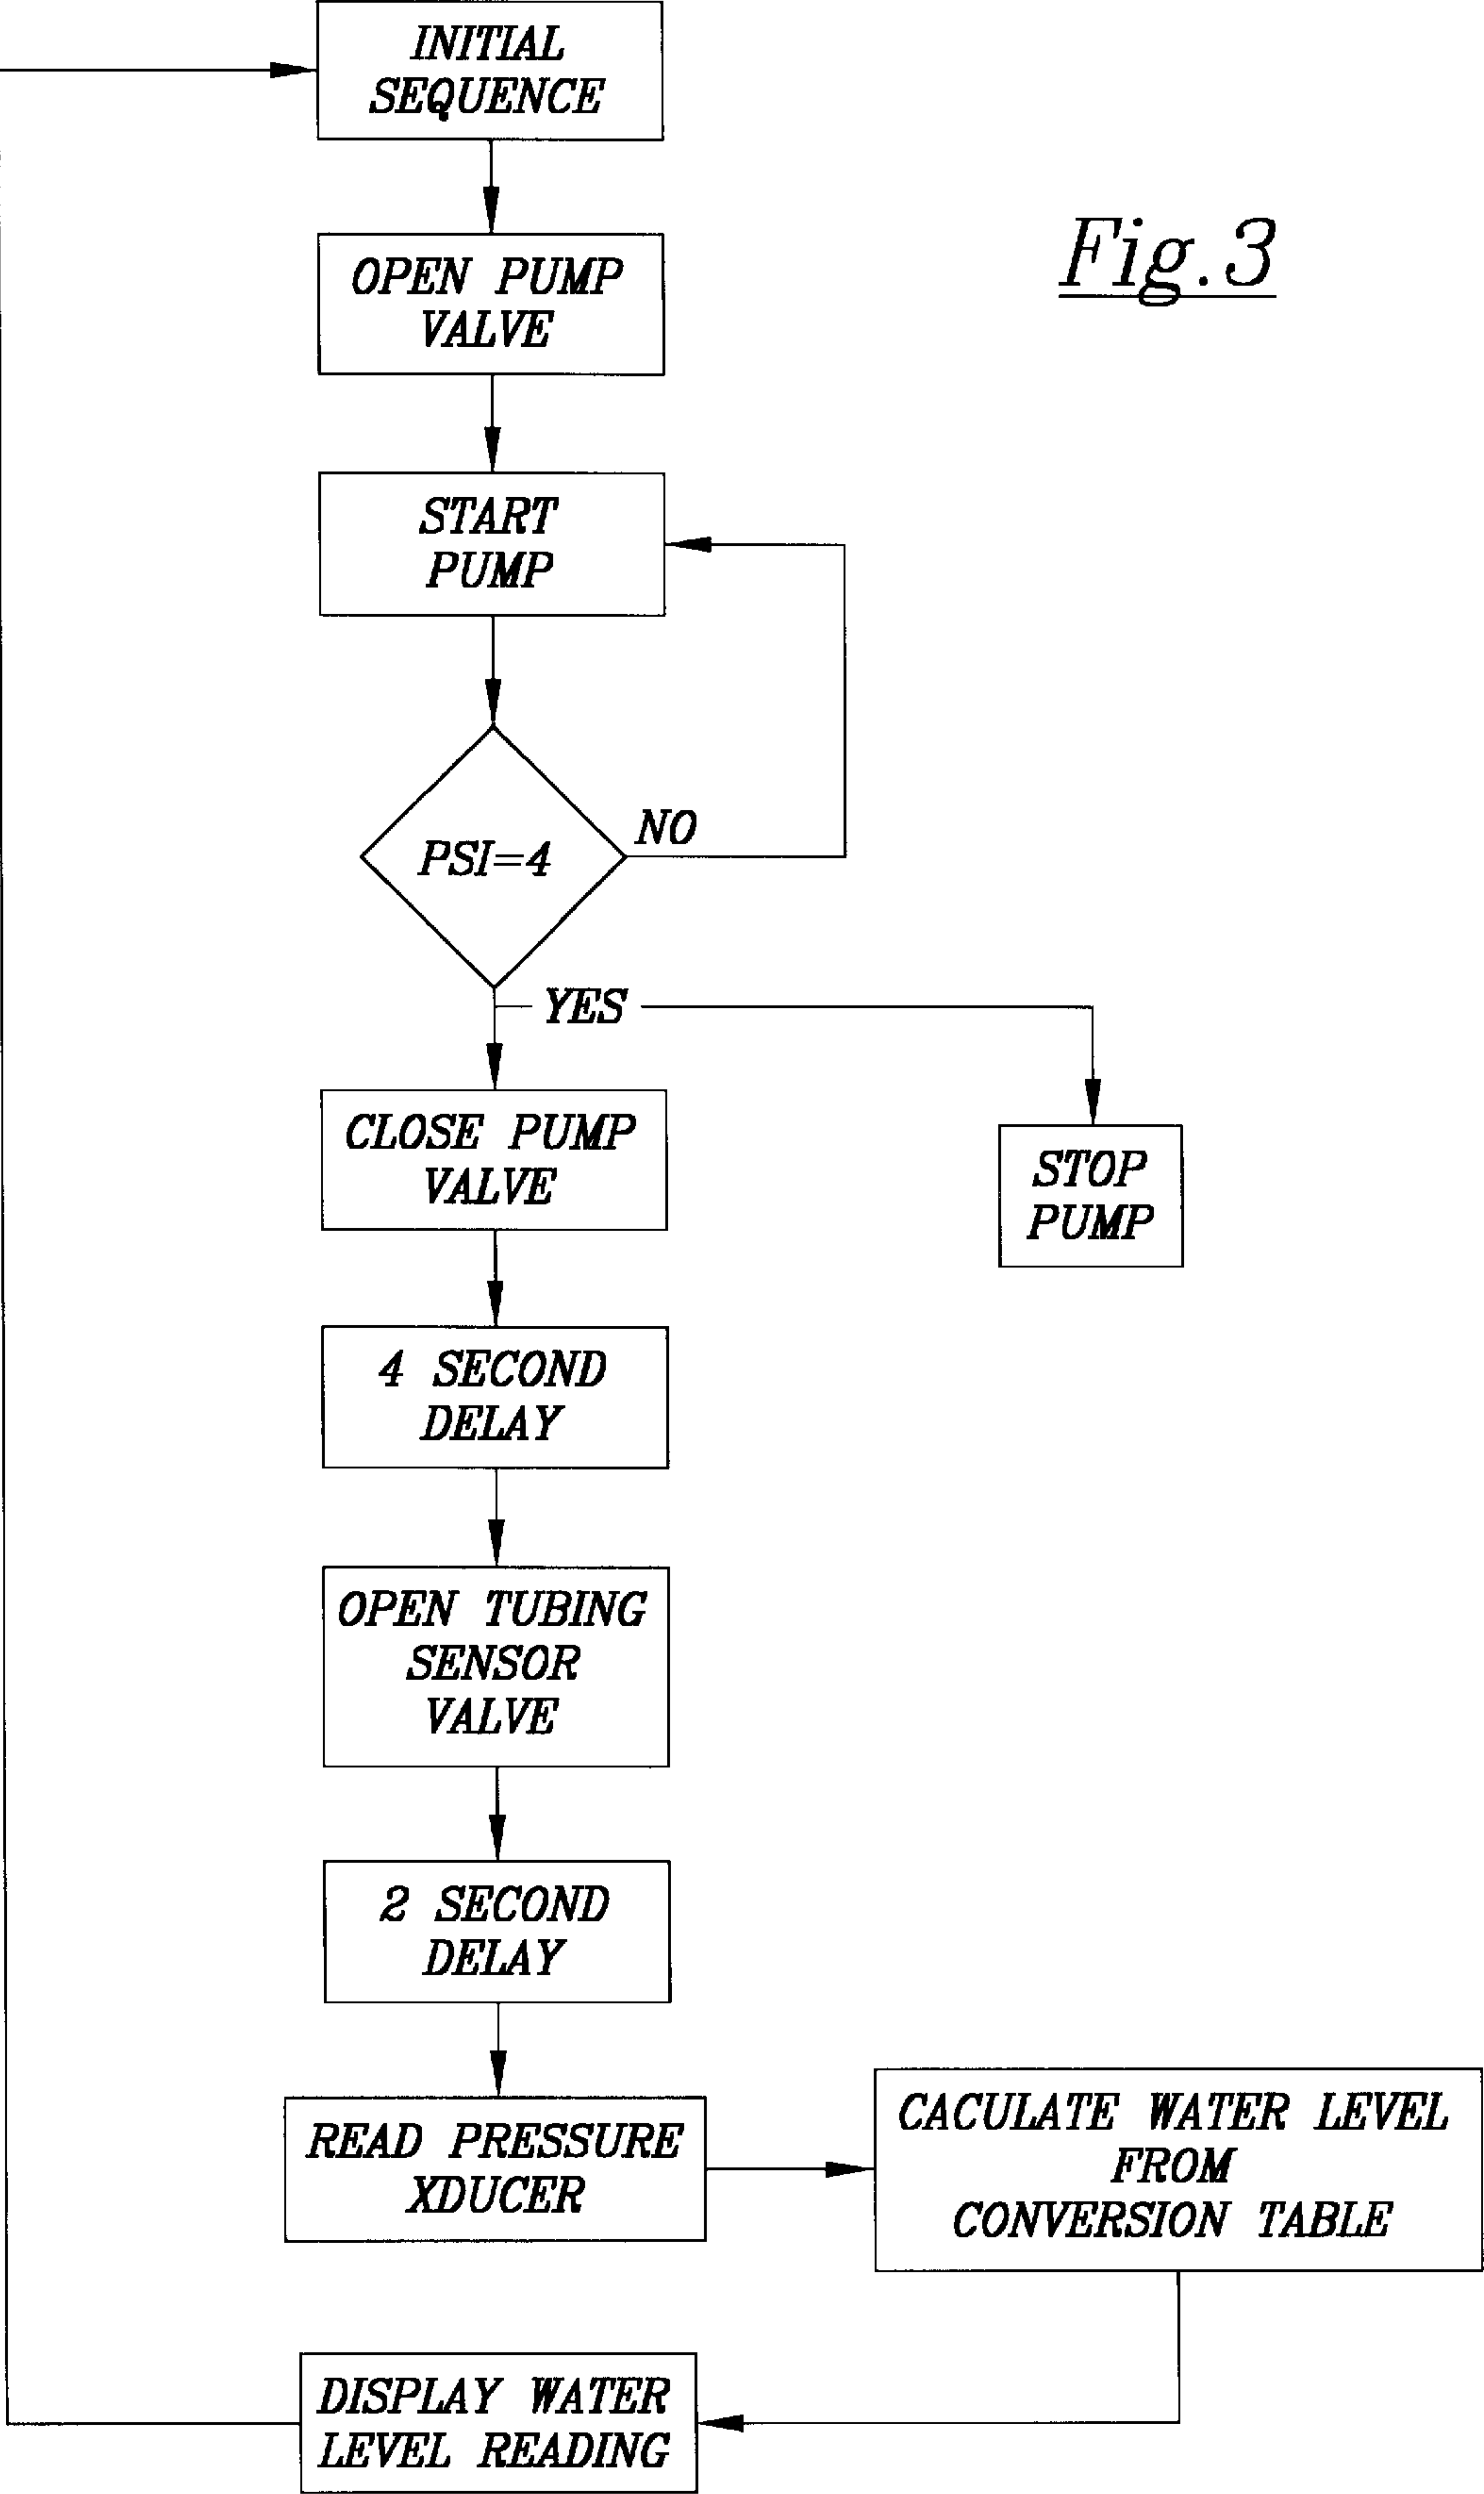 INITIAL
SEQUENCE
Fig.3
OPEN PUMP
VALVE
START
PUMP
NO
PSI=4
YES
CLOSE PUMP
VALVE
STOP
PUMP
4 SECOND
DELAY
OPEN TUBING
SENSOR
VALVE
2 SECOND
DELAY
READ PRESSURE
XDUCER
CACULATE WATER LEVEL
FROM
CONVERSION TABLE
DISPLAY WATER
LEVEL READING